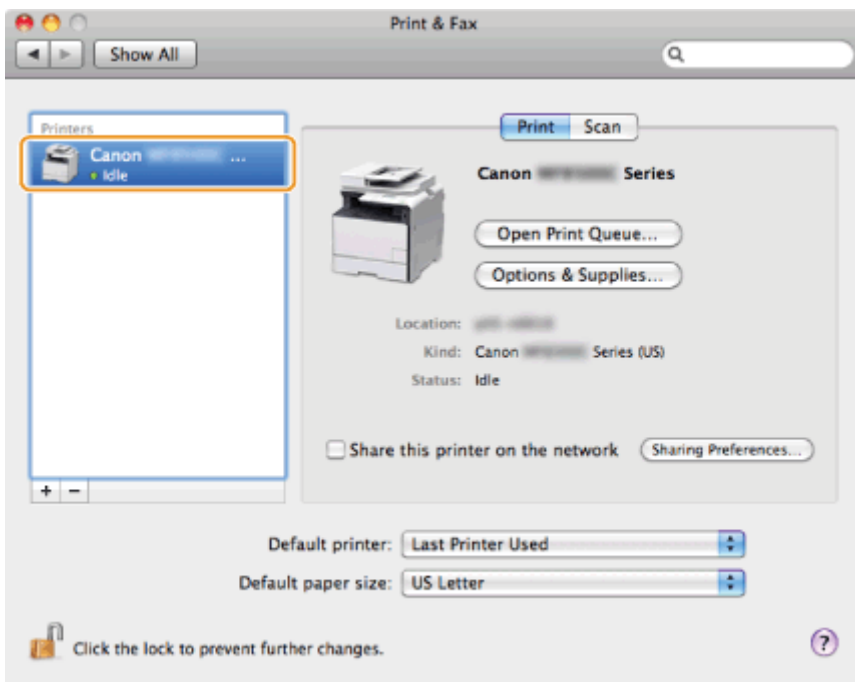 Print & Fax
Show All
Printers
Canon ...
Idle
Print Scan
Canon Series
Open Print Queue...
Options & Supplies...
Location:
Kind: Canon Series (US)
Status: Idle
Share this printer on the network Sharing Preferences...
+ −
Default printer: Last Printer Used
Default paper size: US Letter
Click the lock to prevent further changes.
?